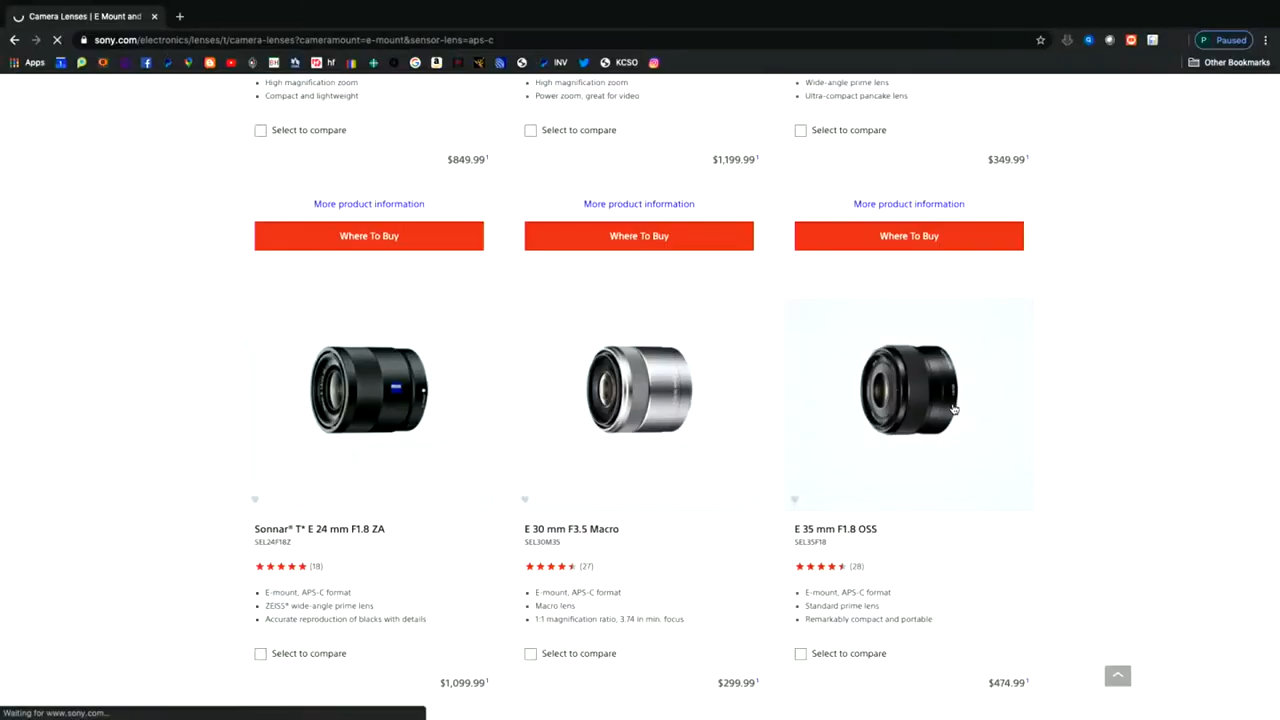 Camera Lenses | E Mount and
sony.com/electronics/lenses/t/camera-lenses?cameramount=e-mount&sensor-lens=aps-c
P Paused
Apps
hf
INV
KCSO
Other Bookmarks
High magnification zoom
Compact and lightweight
High magnification zoom
Power zoom, great for video
Wide-angle prime lens
Ultra-compact pancake lens
Select to compare
Select to compare
Select to compare
$849.99¹
$1,199.99¹
$349.99¹
More product information
More product information
More product information
Where To Buy
Where To Buy
Where To Buy
Sonnar® T* E 24 mm F1.8 ZA
SEL24F18Z
(18)
E-mount, APS-C format
ZEISS® wide-angle prime lens
Accurate reproduction of blacks with details
Select to compare
$1,099.99¹
E 30 mm F3.5 Macro
SEL30M35
(27)
E-mount, APS-C format
Macro lens
1:1 magnification ratio, 3.74 in min. focus
Select to compare
$299.99¹
E 35 mm F1.8 OSS
SEL35F18
(28)
E-mount, APS-C format
Standard prime lens
Remarkably compact and portable
Select to compare
$474.99¹
Waiting for www.sony.com...